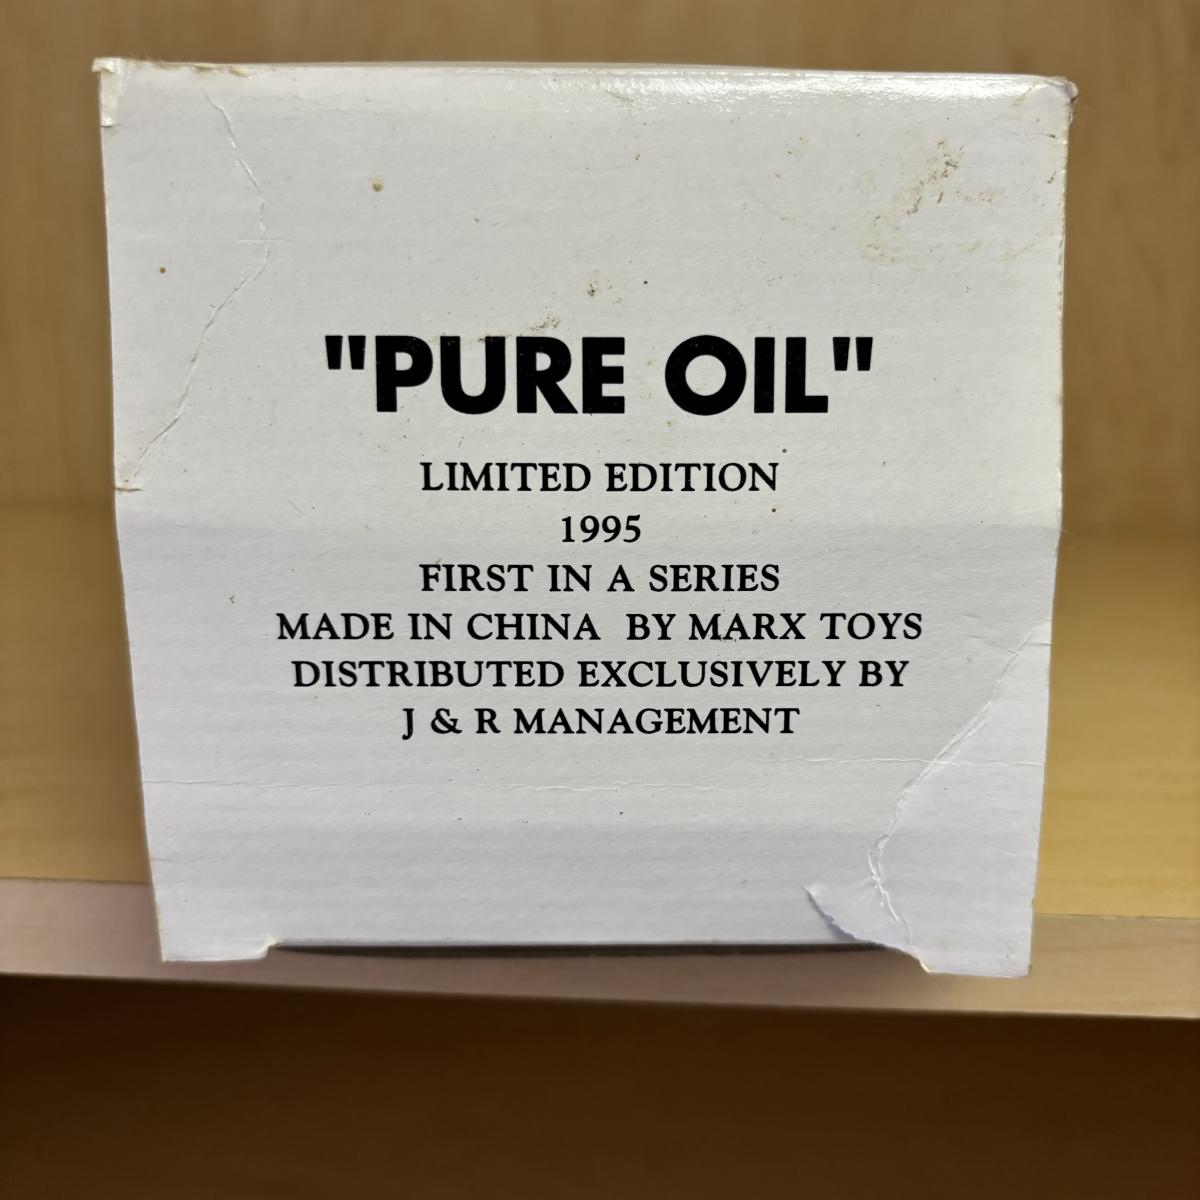 "PURE OIL"
LIMITED EDITION
1995
FIRST IN A SERIES
MADE IN CHINA  BY MARX TOYS
DISTRIBUTED EXCLUSIVELY BY
J & R MANAGEMENT